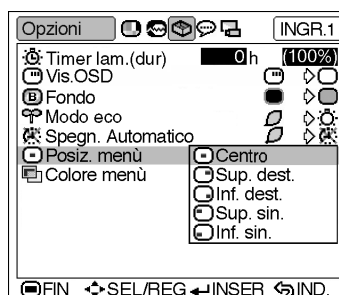 Opzioni INGR.1
Timer lam.(dur) 0 h (100%)
Vis.OSD
B Fondo
Modo eco
Spegn. Automatico
Posiz. menù
Centro
Colore menù
Sup. dest.
Inf. dest.
Sup. sin.
Inf. sin.
FIN SEL/REG INSER IND.